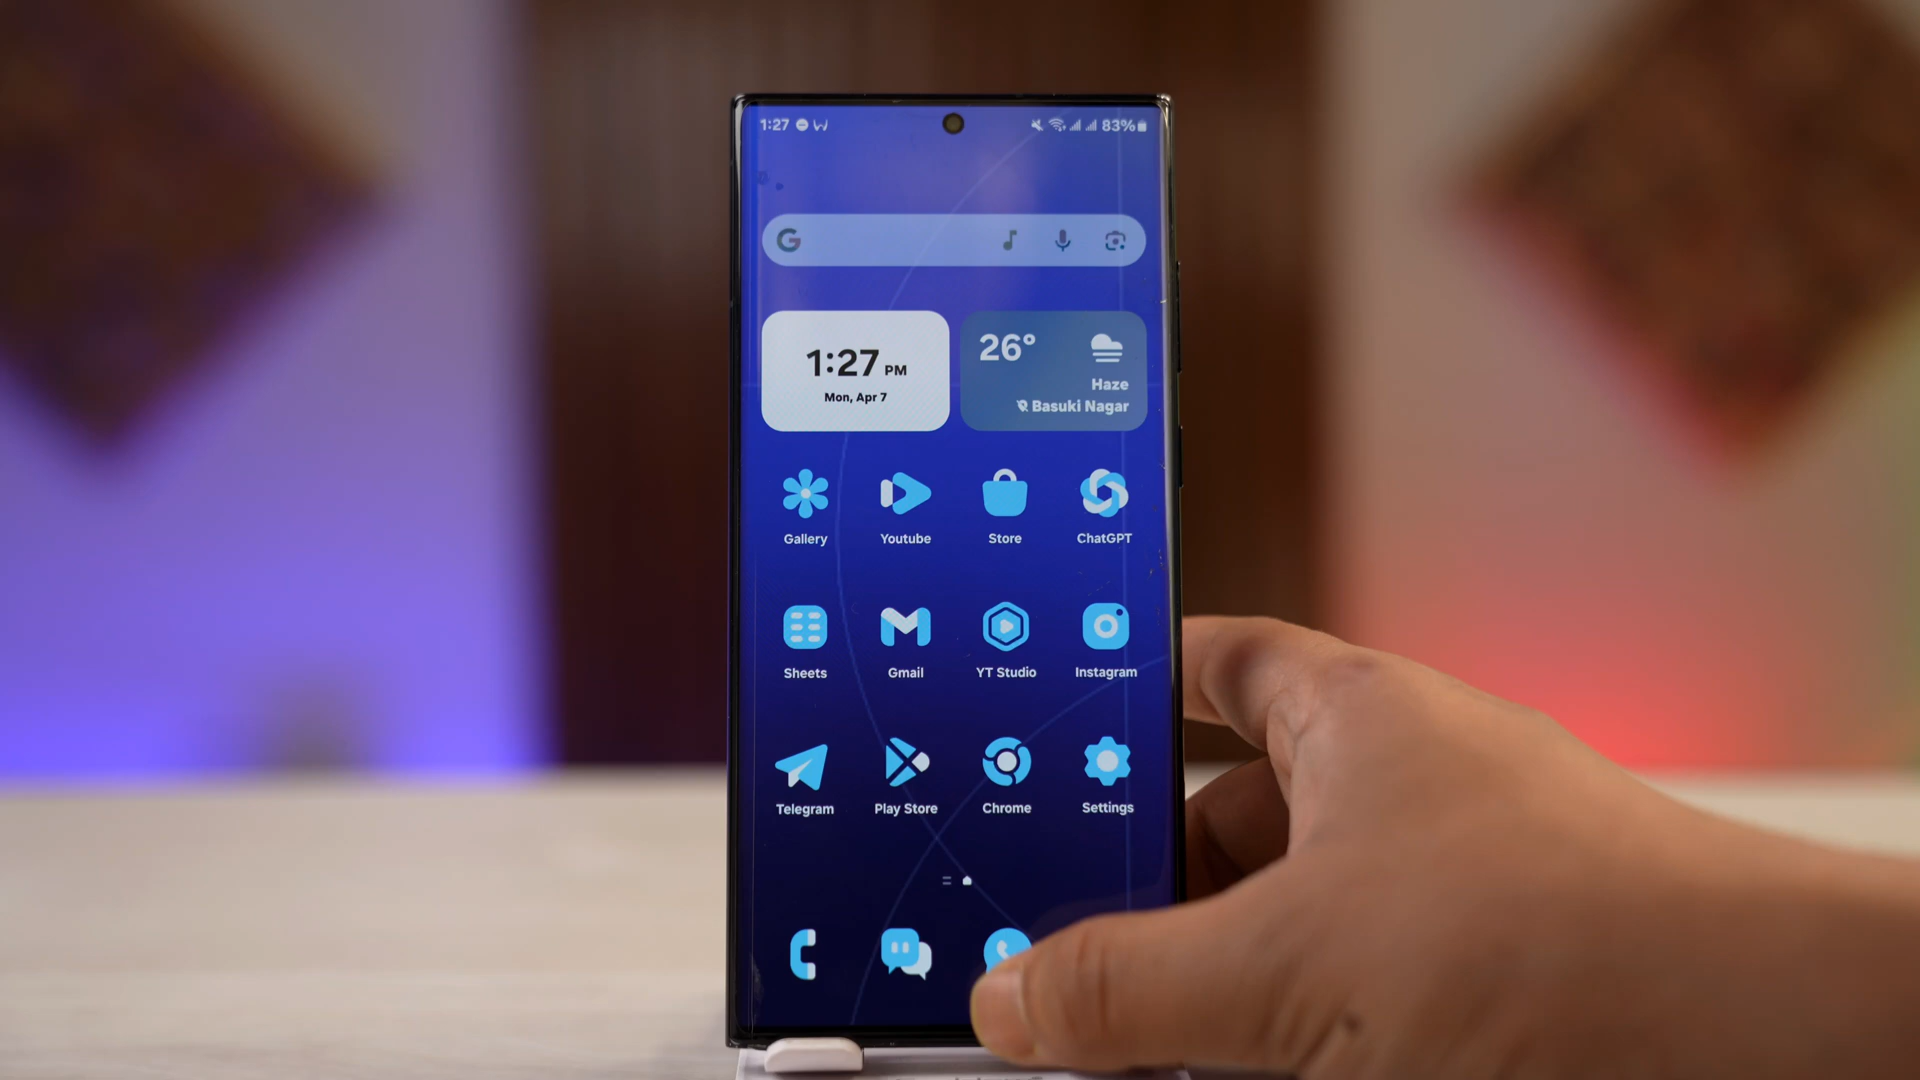 1:27 83%
1:27 PM
Mon, Apr 7
26°
Haze
Basuki Nagar
Gallery Youtube Store ChatGPT
Sheets Gmail YT Studio Instagram
Telegram Play Store Chrome Settings